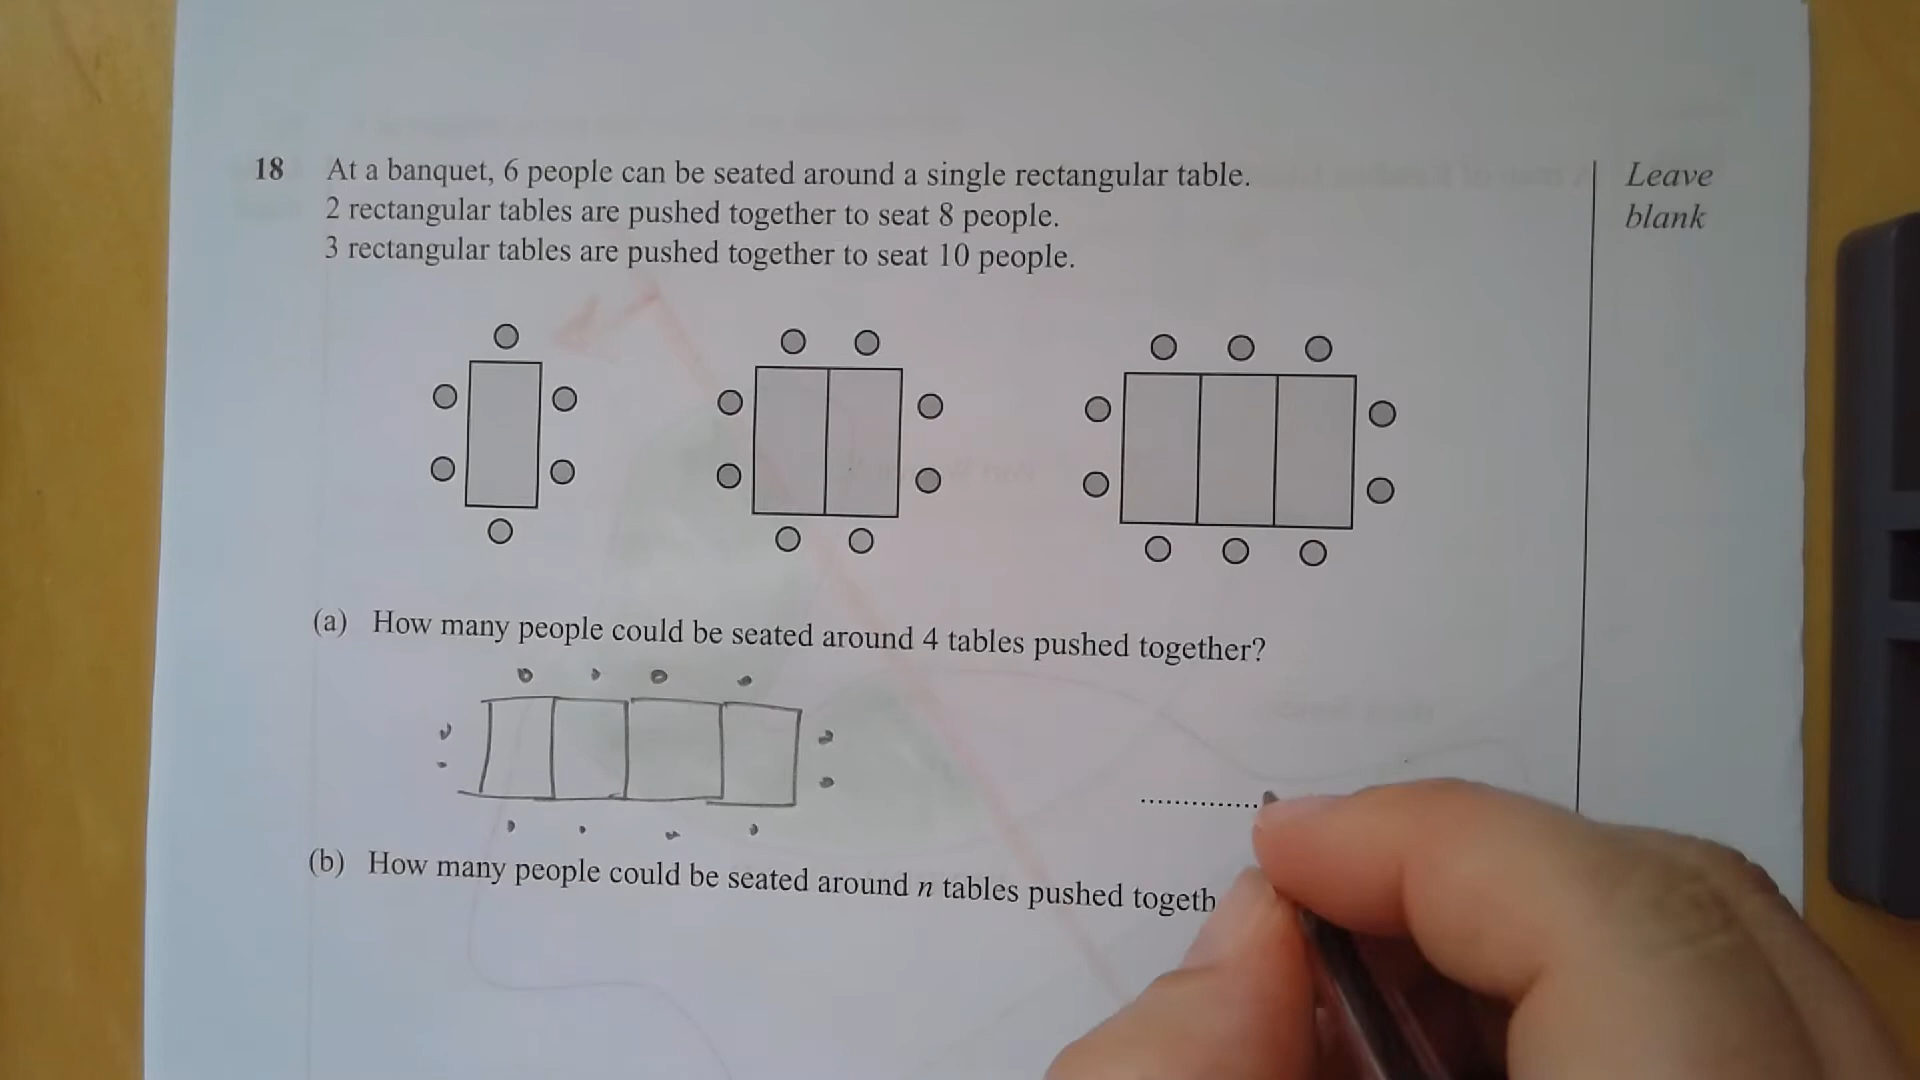 18 At a banquet, 6 people can be seated around a single rectangular table.
2 rectangular tables are pushed together to seat 8 people.
3 rectangular tables are pushed together to seat 10 people.
Leave
blank
(a) How many people could be seated around 4 tables pushed together?
...............
(b) How many people could be seated around n tables pushed togeth